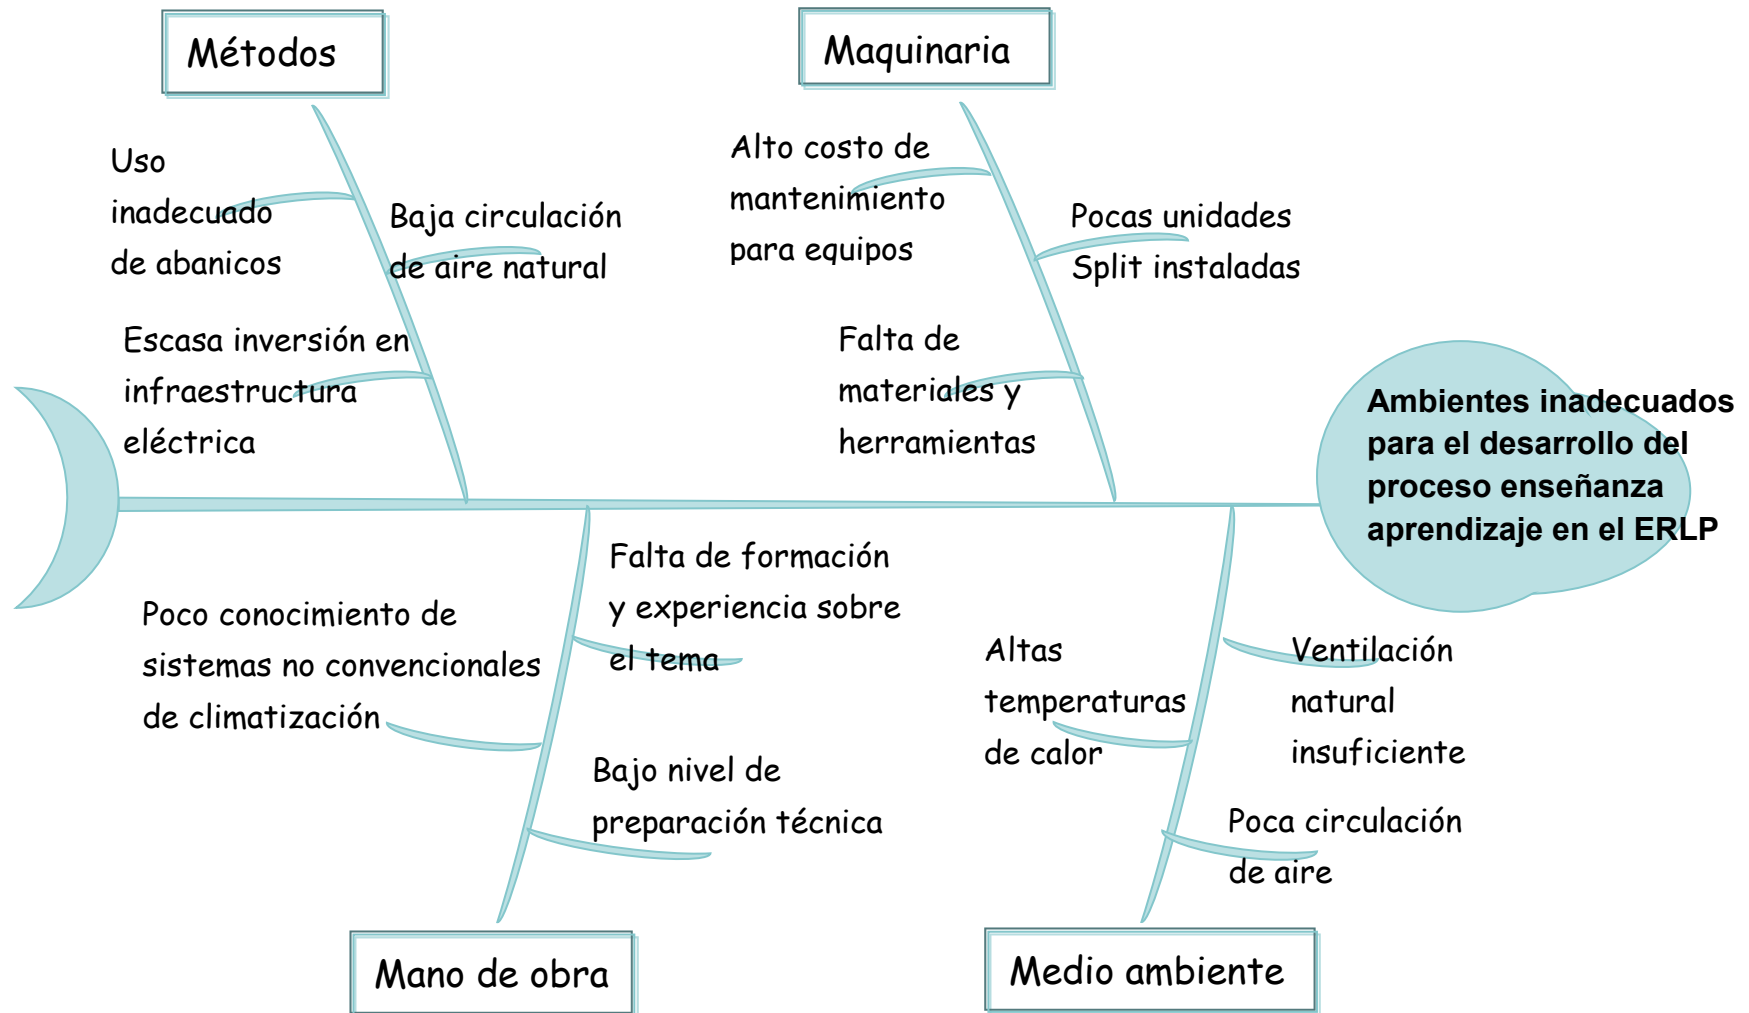 Métodos
Maquinaria
Uso
inadecuado
de abanicos
Baja circulación
de aire natural
Escasa inversión en
infraestructura
eléctrica
Alto costo de
mantenimiento
para equipos
Pocas unidades
Split instaladas
Falta de
materiales y
herramientas
Ambientes inadecuados
para el desarrollo del
proceso enseñanza
aprendizaje en el ERLP
Poco conocimiento de
sistemas no convencionales
de climatización
Falta de formación
y experiencia sobre
el tema
Bajo nivel de
preparación técnica
Altas
temperaturas
de calor
Ventilación
natural
insuficiente
Poca circulación
de aire
Mano de obra
Medio ambiente